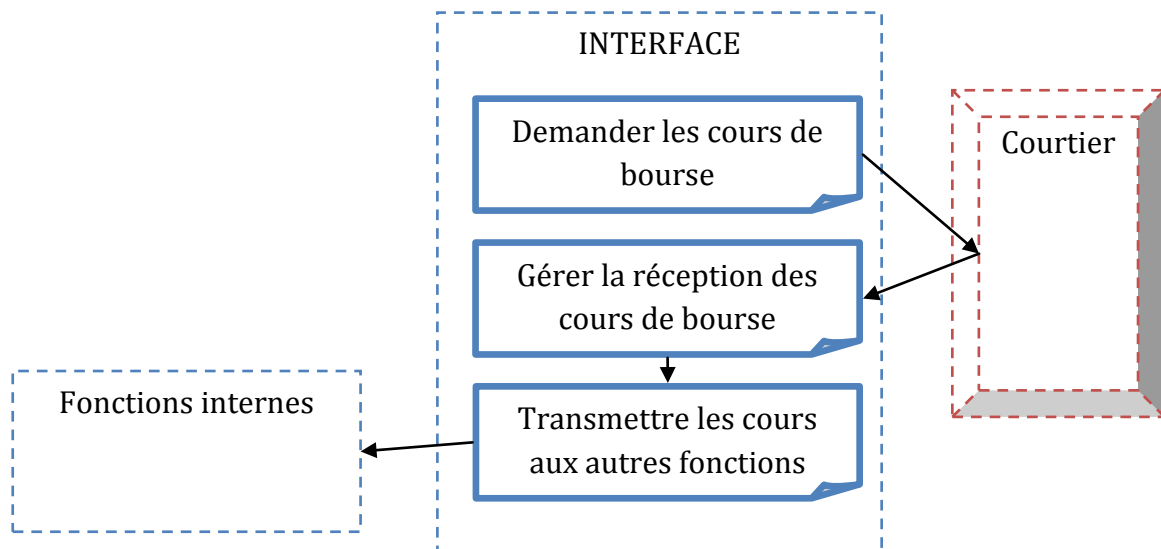 INTERFACE
Demander les cours de
bourse
Courtier
Gérer la réception des
cours de bourse
Fonctions internes
Transmettre les cours
aux autres fonctions